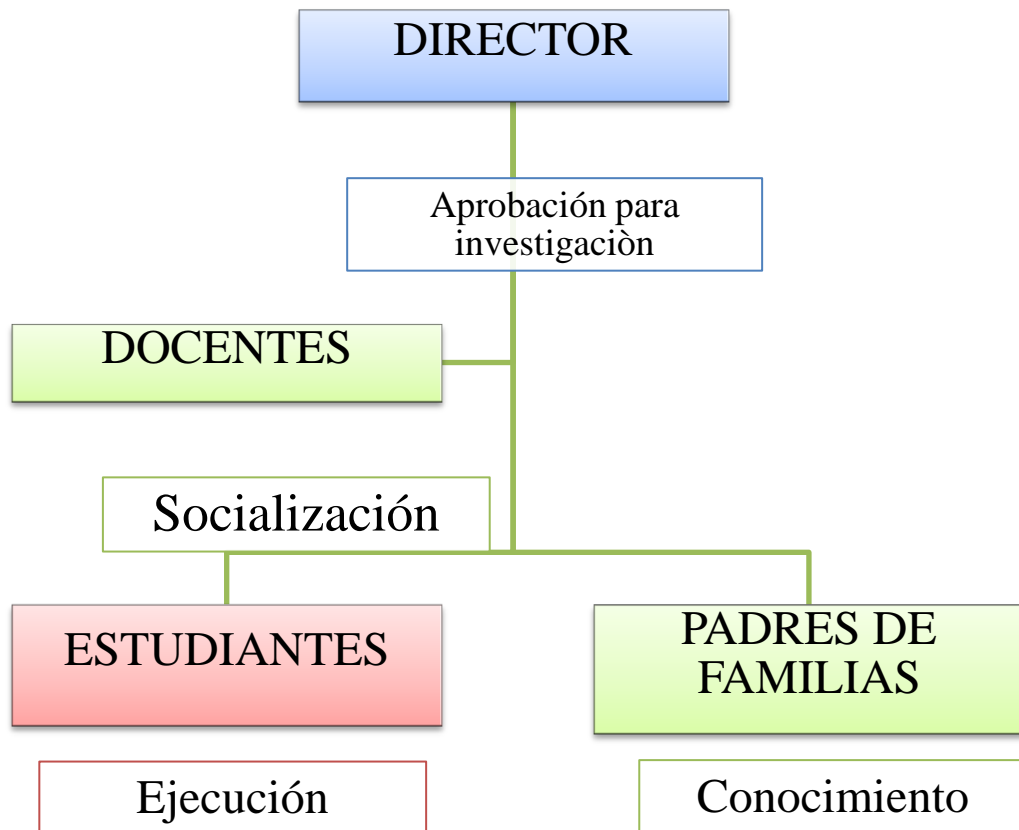 DIRECTOR
Aprobación para
investigaciòn
DOCENTES
Socialización
ESTUDIANTES
PADRES DE
FAMILIAS
Ejecución
Conocimiento